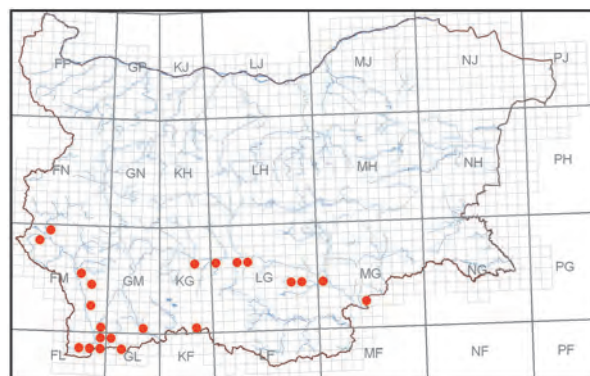 FP GP KJ LJ MJ NJ PJ
FN GN KH LH MH NH PH
FM GM KG LG MG NG PG
FL GL KF LF MF NF PF